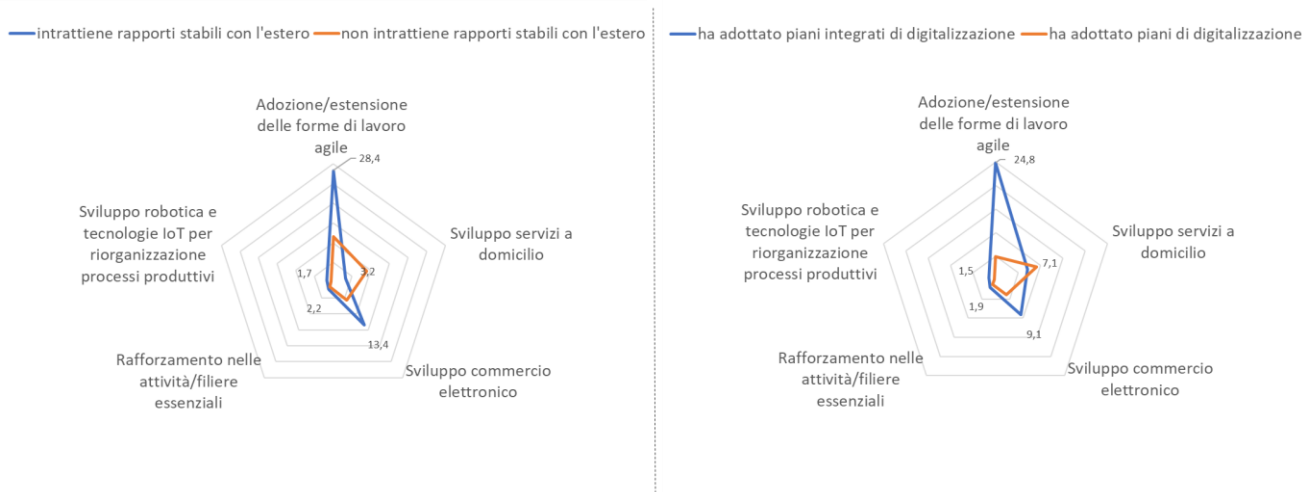 intrattiene rapporti stabili con l'estero non intrattiene rapporti stabili con l'estero
Adozione/estensione
delle forme di lavoro
agile
28,4
Sviluppo servizi a
domicilio
3,2
Sviluppo commercio
elettronico
13,4
Rafforzamento nelle
attività/filiere
essenziali
2,2
Sviluppo robotica e
tecnologie IoT per
riorganizzazione
processi produttivi
1,7
ha adottato piani integrati di digitalizzazione ha adottato piani di digitalizzazione
Adozione/estensione
delle forme di lavoro
agile
24,8
Sviluppo servizi a
domicilio
7,1
Sviluppo commercio
elettronico
9,1
Rafforzamento nelle
attività/filiere
essenziali
1,9
Sviluppo robotica e
tecnologie IoT per
riorganizzazione
processi produttivi
1,5